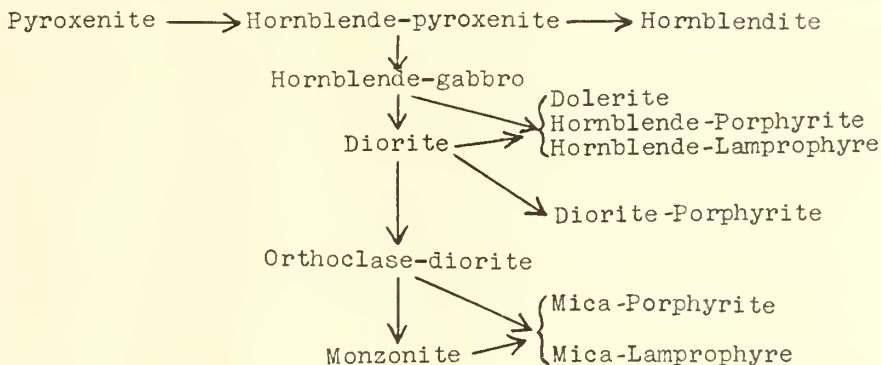 Pyroxenite Hornblende-pyroxenite Hornblendite
Hornblende-gabbro
Dolerite
Hornblende-Porphyrite
Diorite
Hornblende-Lamprophyre
Diorite-Porphyrite
Orthoclase-diorite
Mica-Porphyrite
Monzonite
Mica-Lamprophyre